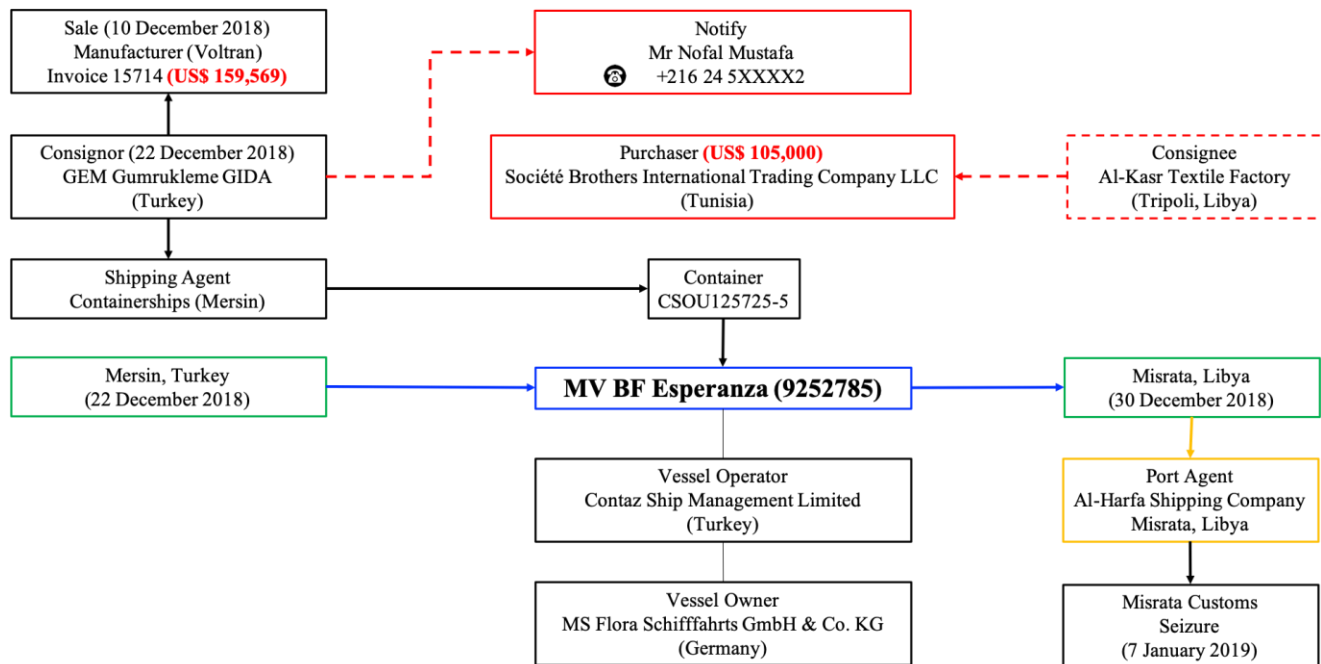 Sale (10 December 2018)
Manufacturer (Voltran)
Invoice 15714 (US$ 159,569)
Notify
Mr Nofal Mustafa
+216 24 5XXXX2
Consignor (22 December 2018)
GEM Gumrukleme GIDA
(Turkey)
Purchaser (US$ 105,000)
Société Brothers International Trading Company LLC
(Tunisia)
Consignee
Al-Kasr Textile Factory
(Tripoli, Libya)
Shipping Agent
Containerships (Mersin)
Container
CSOU125725-5
Mersin, Turkey
(22 December 2018)
MV BF Esperanza (9252785)
Misrata, Libya
(30 December 2018)
Vessel Operator
Contaz Ship Management Limited
(Turkey)
Port Agent
Al-Harfa Shipping Company
Misrata, Libya
Vessel Owner
MS Flora Schifffahrts GmbH & Co. KG
(Germany)
Misrata Customs
Seizure
(7 January 2019)